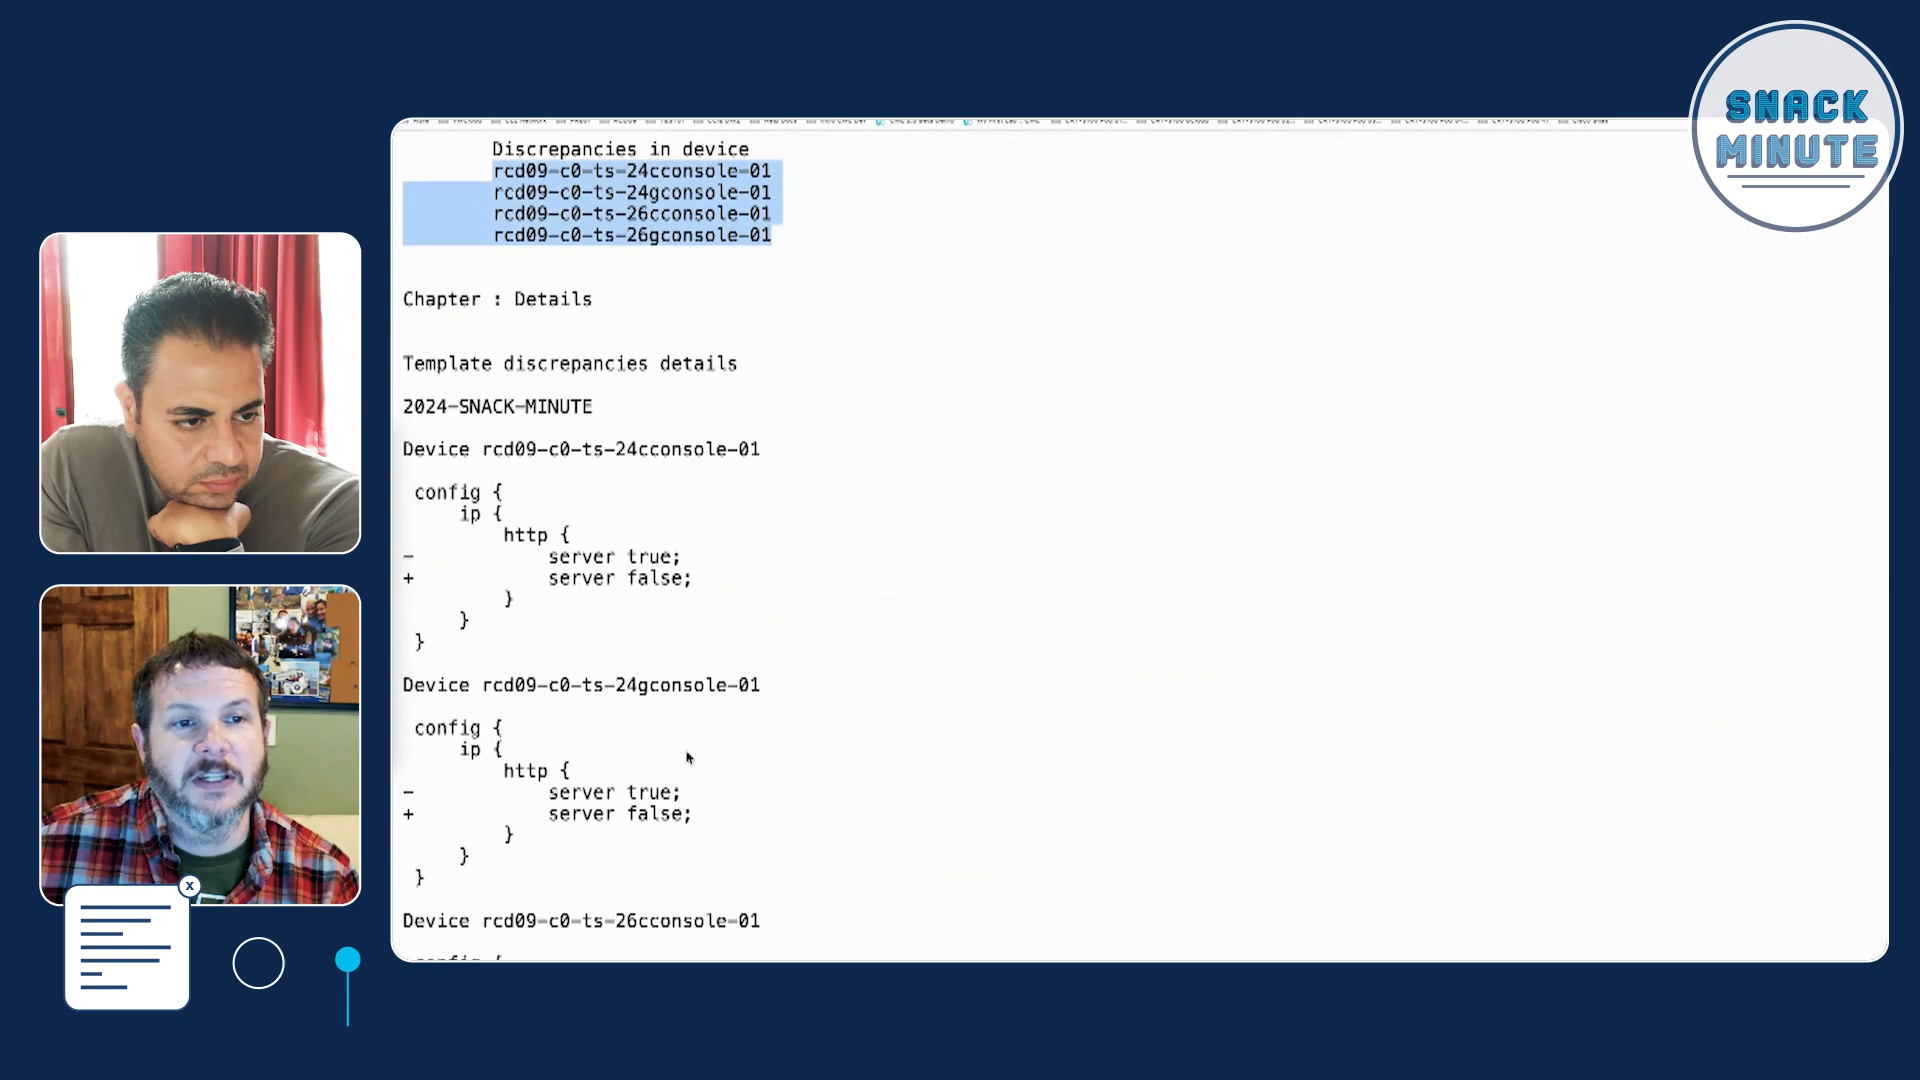 SNACK
MINUTE
Discrepancies in device
rcd09-c0-ts-24cconsole-01
rcd09-c0-ts-24gconsole-01
rcd09-c0-ts-26cconsole-01
rcd09-c0-ts-26gconsole-01
Chapter : Details
Template discrepancies details
2024-SNACK-MINUTE
Device rcd09-c0-ts-24cconsole-01
config {
ip {
http {
- server true;
+ server false;
}
}
}
Device rcd09-c0-ts-24gconsole-01
config {
ip {
http {
- server true;
+ server false;
}
}
}
Device rcd09-c0-ts-26cconsole-01
config {
x